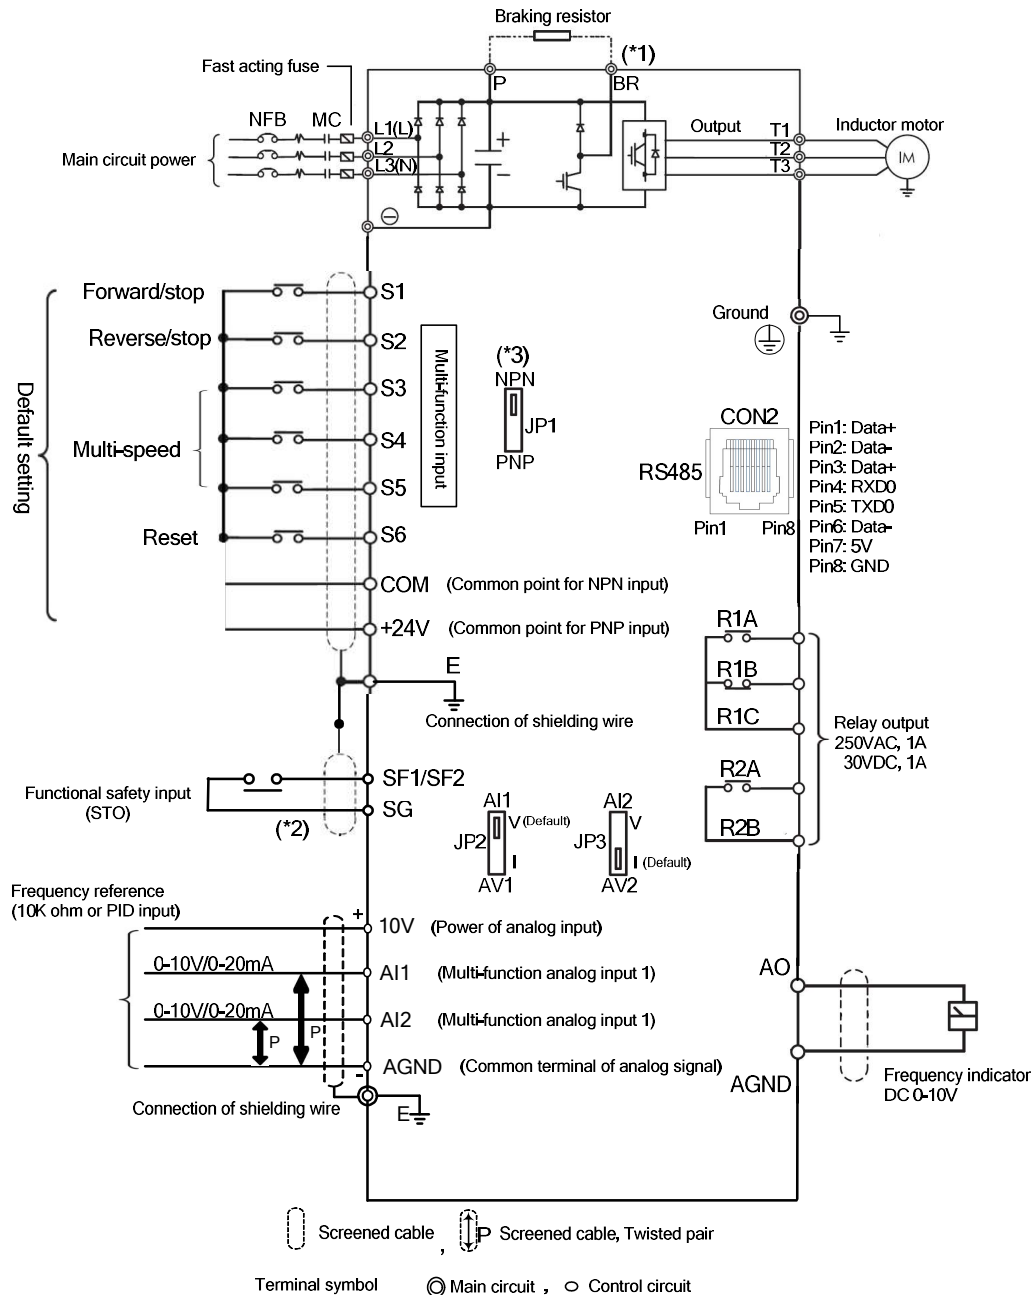 Braking resistor
(*1)
Fast acting fuse
P
BR
NFB
MC
L1(L)
L2
L3(N)
Main circuit power
+
−
⊖
Output
T1
T2
T3
Inductor motor
IM
Forward/stop
S1
Reverse/stop
S2
S3
Multi-speed
S4
S5
Reset
S6
Default setting
Multi-function input
COM (Common point for NPN input)
+24V (Common point for PNP input)
E
Connection of shielding wire
(*3)
NPN
JP1
PNP
Ground
CON2
RS485
Pin1
Pin8
Pin1: Data+
Pin2: Data-
Pin3: Data+
Pin4: RXD0
Pin5: TXD0
Pin6: Data-
Pin7: 5V
Pin8: GND
R1A
R1B
R1C
R2A
R2B
Relay output
250VAC, 1A
30VDC, 1A
Functional safety input
(STO)
(*2)
SF1/SF2
SG
AI1
V (Default)
JP2
I
AV1
AI2
V
JP3
I (Default)
AV2
Frequency reference
(10K ohm or PID input)
+
10V (Power of analog input)
0-10V/0-20mA
AI1 (Multi-function analog input 1)
0-10V/0-20mA
AI2 (Multi-function analog input 1)
P
P
-
AGND (Common terminal of analog signal)
Connection of shielding wire
E
AO
AGND
Frequency indicator
DC 0-10V
Screened cable , P Screened cable, Twisted pair
Terminal symbol Main circuit , Control circuit